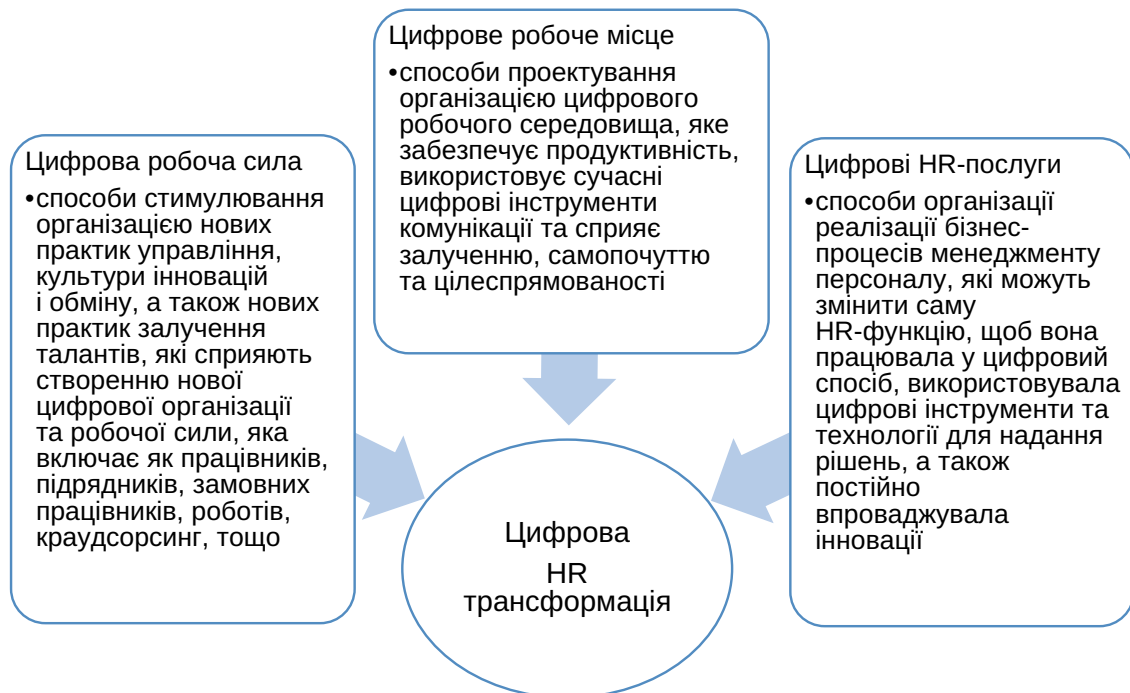 Цифрова робоча сила
•способи стимулювання
організацією нових
практик управління,
культури інновацій
і обміну, а також нових
практик залучення
талантів, які сприяють
створенню нової
цифрової організації
та робочої сили, яка
включає як працівників,
підрядників, замовних
працівників, роботів,
краудсорсинг, тощо
Цифрове робоче місце
•способи проектування
організацією цифрового
робочого середовища, яке
забезпечує продуктивність,
використовує сучасні
цифрові інструменти
комунікації та сприяє
залученню, самопочуттю
та цілеспрямованості
Цифрові HR-послуги
•способи організації
реалізації бізнес-
процесів менеджменту
персоналу, які можуть
змінити саму
HR-функцію, щоб вона
працювала у цифровий
спосіб, використовувала
цифрові інструменти та
технології для надання
рішень, а також
постійно
впроваджувала
інновації
Цифрова
HR
трансформація